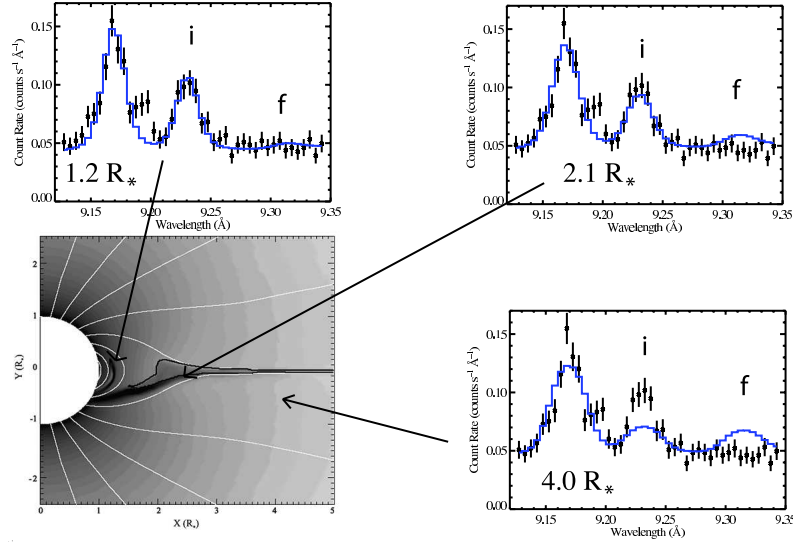 0.15
0.10
0.05
0.00
Count Rate (counts s⁻¹ Å⁻¹)
i
f
1.2 R*
9.15 9.20 9.25 9.30 9.35
Wavelength (Å)
0.15
0.10
0.05
0.00
Count Rate (counts s⁻¹ Å⁻¹)
i
f
2.1 R*
9.15 9.20 9.25 9.30 9.35
Wavelength (Å)
2
1
0
-1
-2
Y (R*)
0 1 2 3 4 5
X (R*)
0.15
0.10
0.05
0.00
Count Rate (counts s⁻¹ Å⁻¹)
i
f
4.0 R*
9.15 9.20 9.25 9.30 9.35
Wavelength (Å)